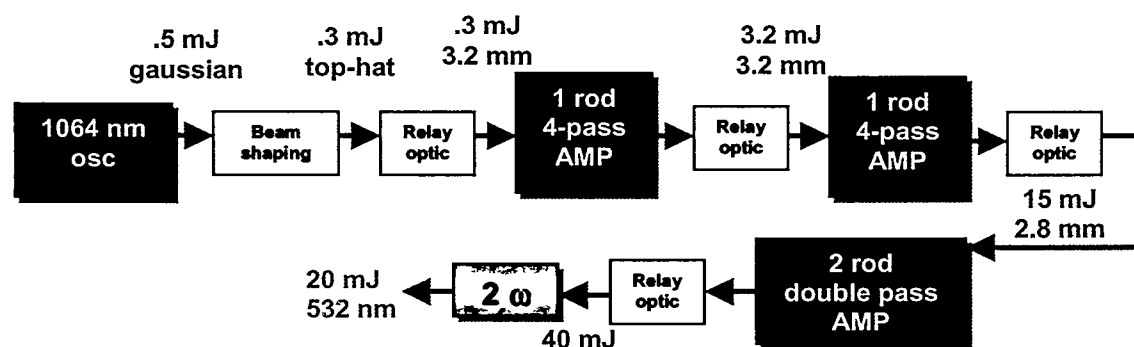 .5 mJ
gaussian
.3 mJ
top-hat
.3 mJ
3.2 mm
3.2 mJ
3.2 mm
1064 nm
osc
Beam
shaping
Relay
optic
1 rod
4-pass
AMP
Relay
optic
1 rod
4-pass
AMP
Relay
optic
15 mJ
2.8 mm
2 rod
double pass
AMP
Relay
optic
40 mJ
2 ω
20 mJ
532 nm